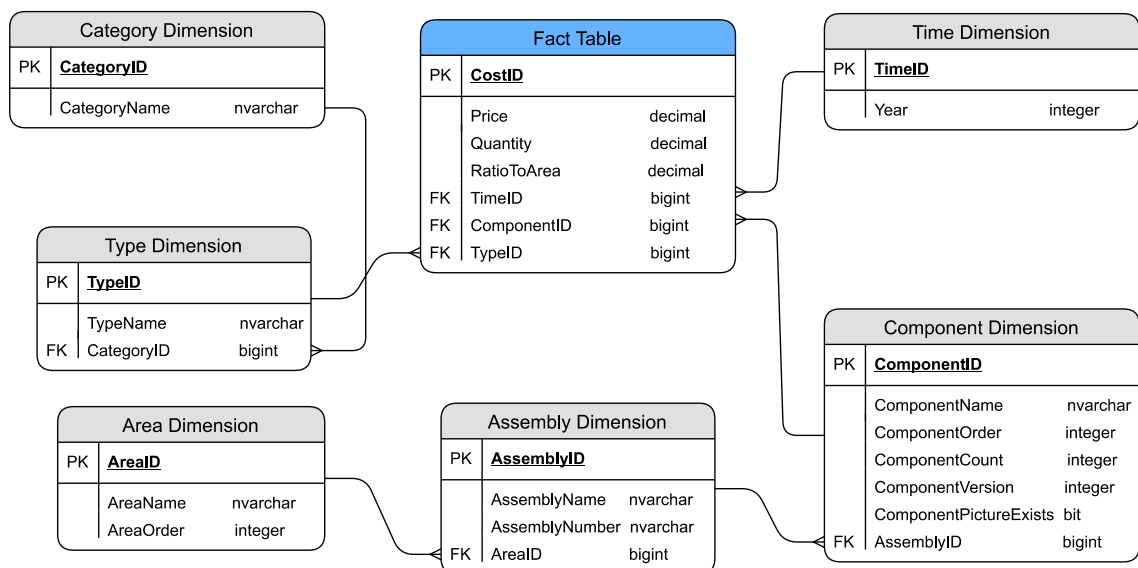 Category Dimension
PK CategoryID
CategoryName nvarchar
Fact Table
PK CostID
Price decimal
Quantity decimal
RatioToArea decimal
FK TimeID bigint
FK ComponentID bigint
FK TypeID bigint
Time Dimension
PK TimeID
Year integer
Type Dimension
PK TypeID
TypeName nvarchar
FK CategoryID bigint
Component Dimension
PK ComponentID
ComponentName nvarchar
ComponentOrder integer
ComponentCount integer
ComponentVersion integer
ComponentPictureExists bit
FK AssemblyID bigint
Area Dimension
PK AreaID
AreaName nvarchar
AreaOrder integer
Assembly Dimension
PK AssemblyID
AssemblyName nvarchar
AssemblyNumber nvarchar
FK AreaID bigint